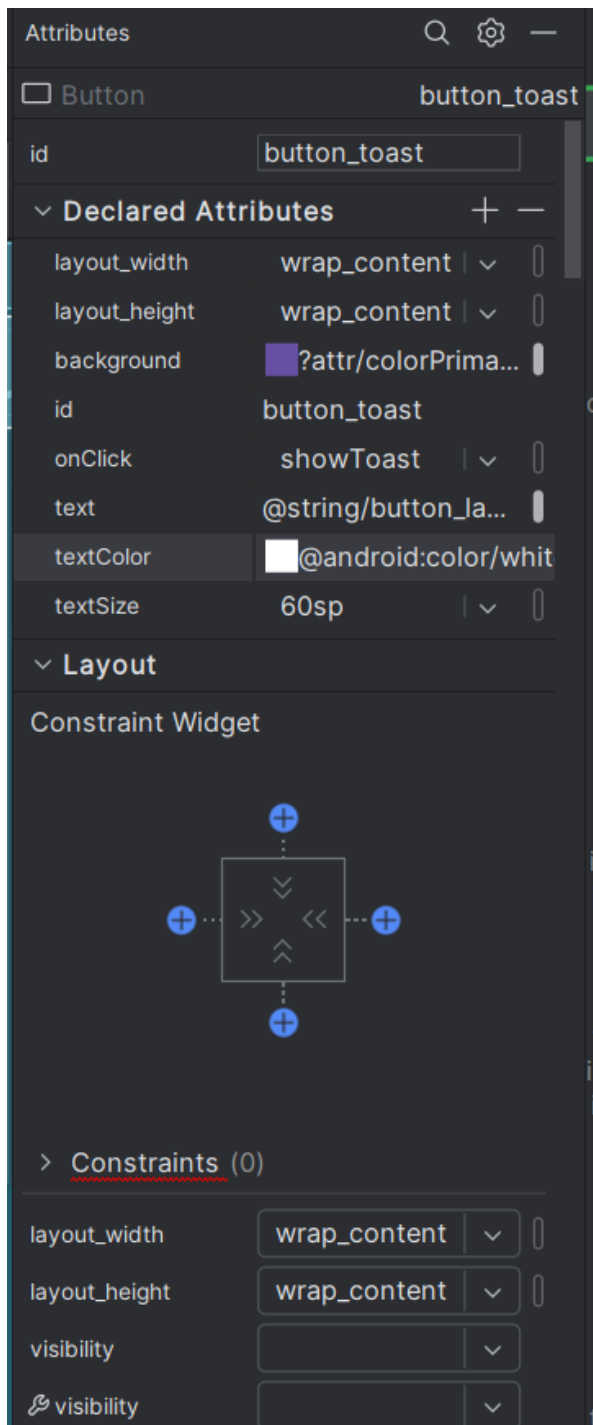 Attributes
Button button_toast
id button_toast
Declared Attributes
layout_width wrap_content
layout_height wrap_content
background ?attr/colorPrima...
id button_toast
onClick showToast
text @string/button_la...
textColor @android:color/whit
textSize 60sp
Layout
Constraint Widget
Constraints (0)
layout_width wrap_content
layout_height wrap_content
visibility
visibility